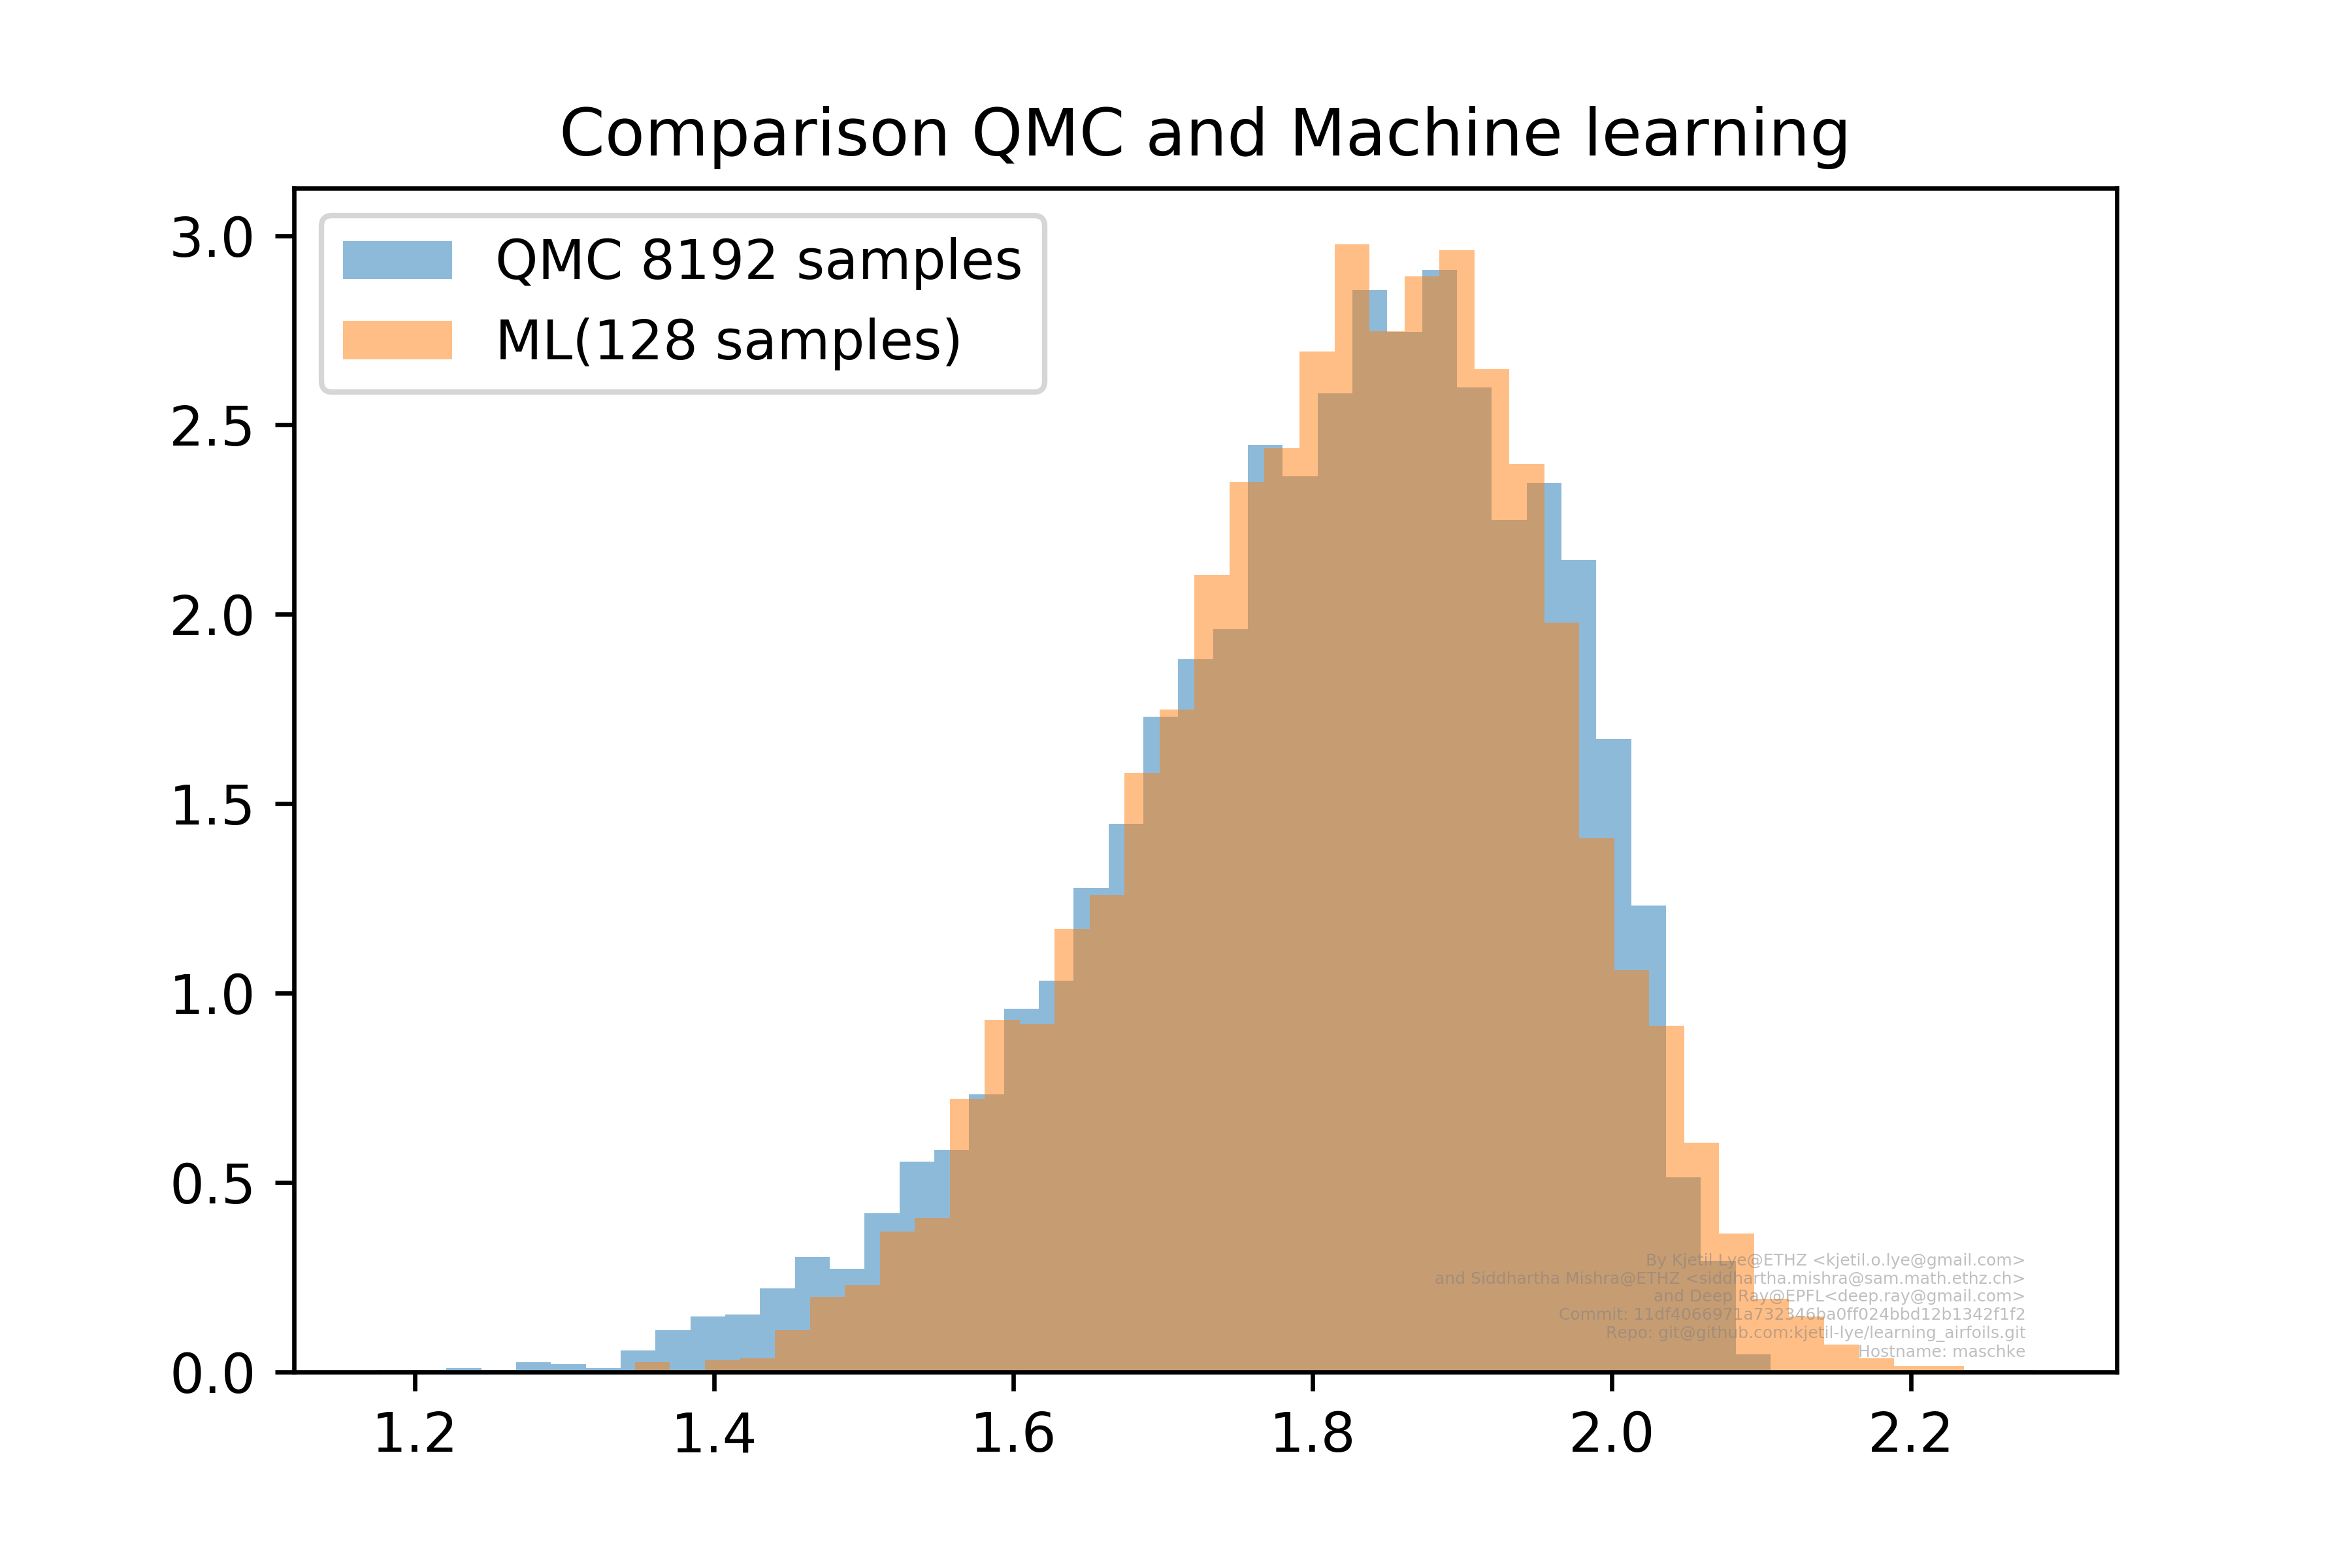 Comparison QMC and Machine learning
QMC 8192 samples
ML(128 samples)
3.0
2.5
2.0
1.5
1.0
0.5
0.0
1.2 1.4 1.6 1.8 2.0 2.2
By Kjetil Lye@ETHZ <kjetil.o.lye@gmail.com>
and Siddhartha Mishra@ETHZ <siddhartha.mishra@sam.math.ethz.ch>
and Deep Ray@EPFL<deep.ray@gmail.com>
Commit: 11df4066971a732346ba0ff024bbd12b1342f1f2
Repo: git@github.com:kjetil-lye/learning_airfoils.git
Hostname: maschke